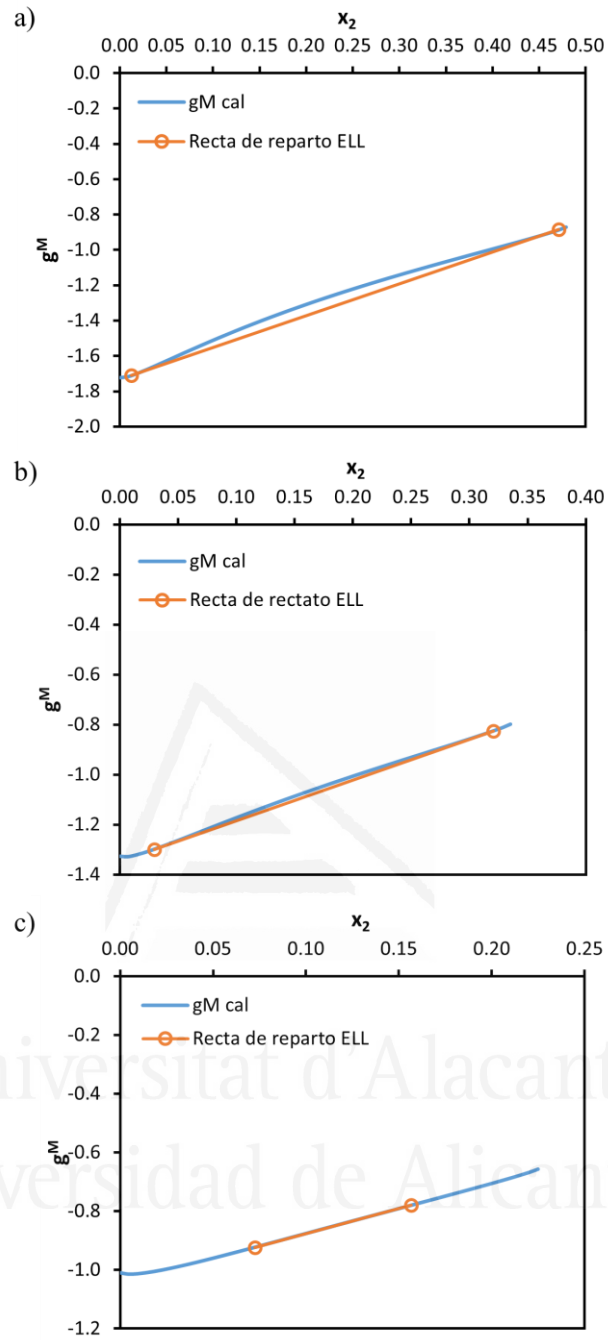 a)
x2
0.00 0.05 0.10 0.15 0.20 0.25 0.30 0.35 0.40 0.45 0.50
0.0
-0.2
-0.4
-0.6
-0.8
-1.0
-1.2
-1.4
-1.6
-1.8
-2.0
gM
gM cal
Recta de reparto ELL
b)
x2
0.00 0.05 0.10 0.15 0.20 0.25 0.30 0.35 0.40
0.0
-0.2
-0.4
-0.6
-0.8
-1.0
-1.2
-1.4
gM
gM cal
Recta de rectato ELL
c)
x2
0.00 0.05 0.10 0.15 0.20 0.25
0.0
-0.2
-0.4
-0.6
-0.8
-1.0
-1.2
gM
gM cal
Recta de reparto ELL
niversitat d'Alacant
versidad de Alican